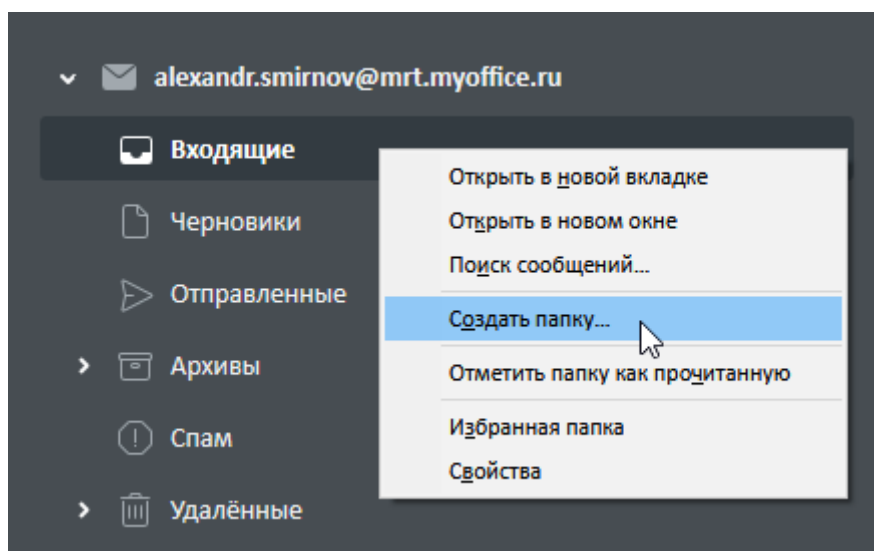 alexandr.smirnov@mrt.myoffice.ru
Входящие
Черновики
Отправленные
Архивы
Спам
Удалённые
Открыть в новой вкладке
Открыть в новом окне
Поиск сообщений...
Создать папку...
Отметить папку как прочитанную
Избранная папка
Свойства